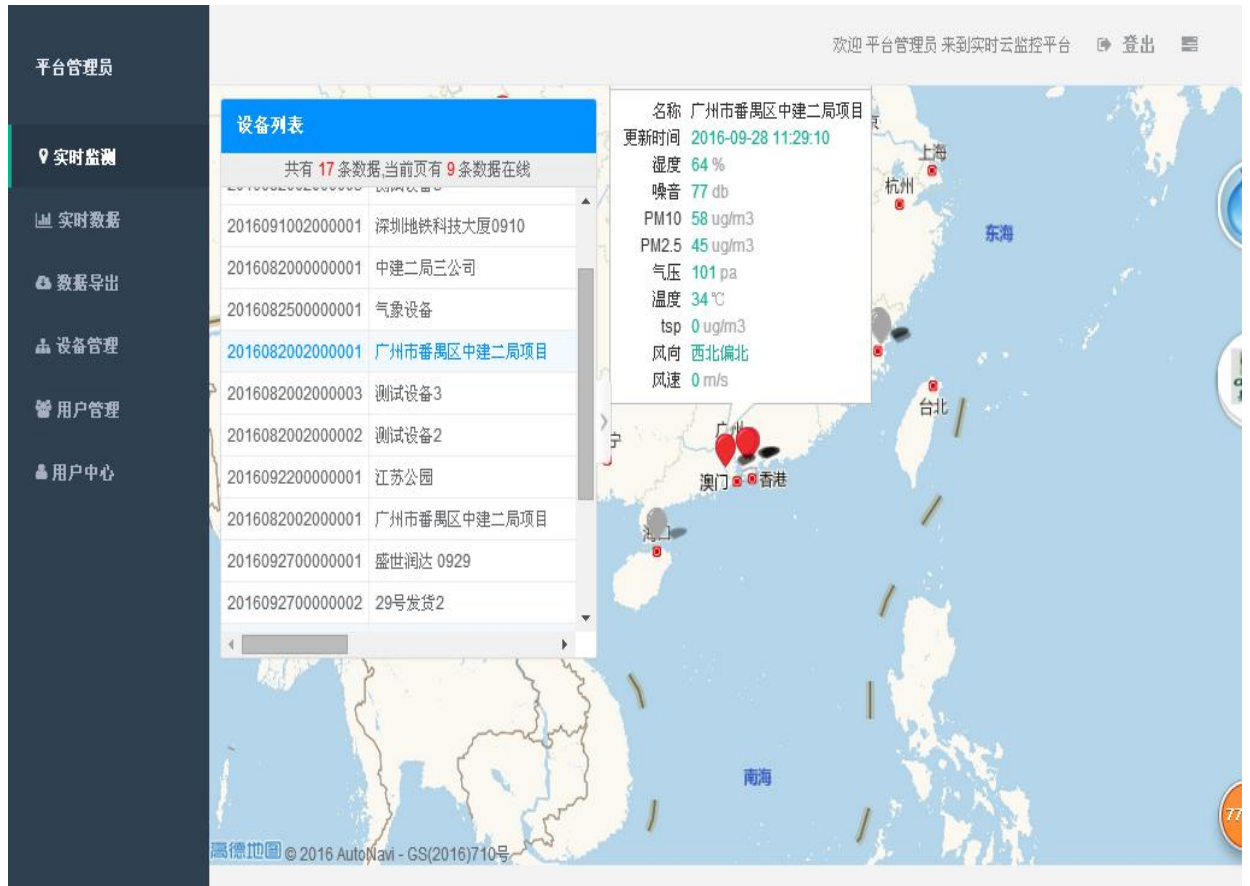 欢迎 平台管理员 来到实时云监控平台 登出
平台管理员
实时监测
实时数据
数据导出
设备管理
用户管理
用户中心
设备列表
共有 17 条数据,当前页有 9 条数据在线
2016091002000001 深圳地铁科技大厦0910
2016082000000001 中建二局三公司
2016082500000001 气象设备
2016082002000001 广州市番禺区中建二局项目
2016082002000003 测试设备3
2016082002000002 测试设备2
2016092200000001 江苏公园
2016082002000001 广州市番禺区中建二局项目
2016092700000001 盛世润达 0929
2016092700000002 29号发货2
名称 广州市番禺区中建二局项目
更新时间 2016-09-28 11:29:10
湿度 64 %
噪音 77 db
PM10 58 ug/m3
PM2.5 45 ug/m3
气压 101 pa
温度 34 ℃
tsp 0 ug/m3
风向 西北偏北
风速 0 m/s
上海
杭州
东海
台北
广州
澳门
香港
海口
南海
77
高德地图 © 2016 AutoNavi - GS(2016)710号